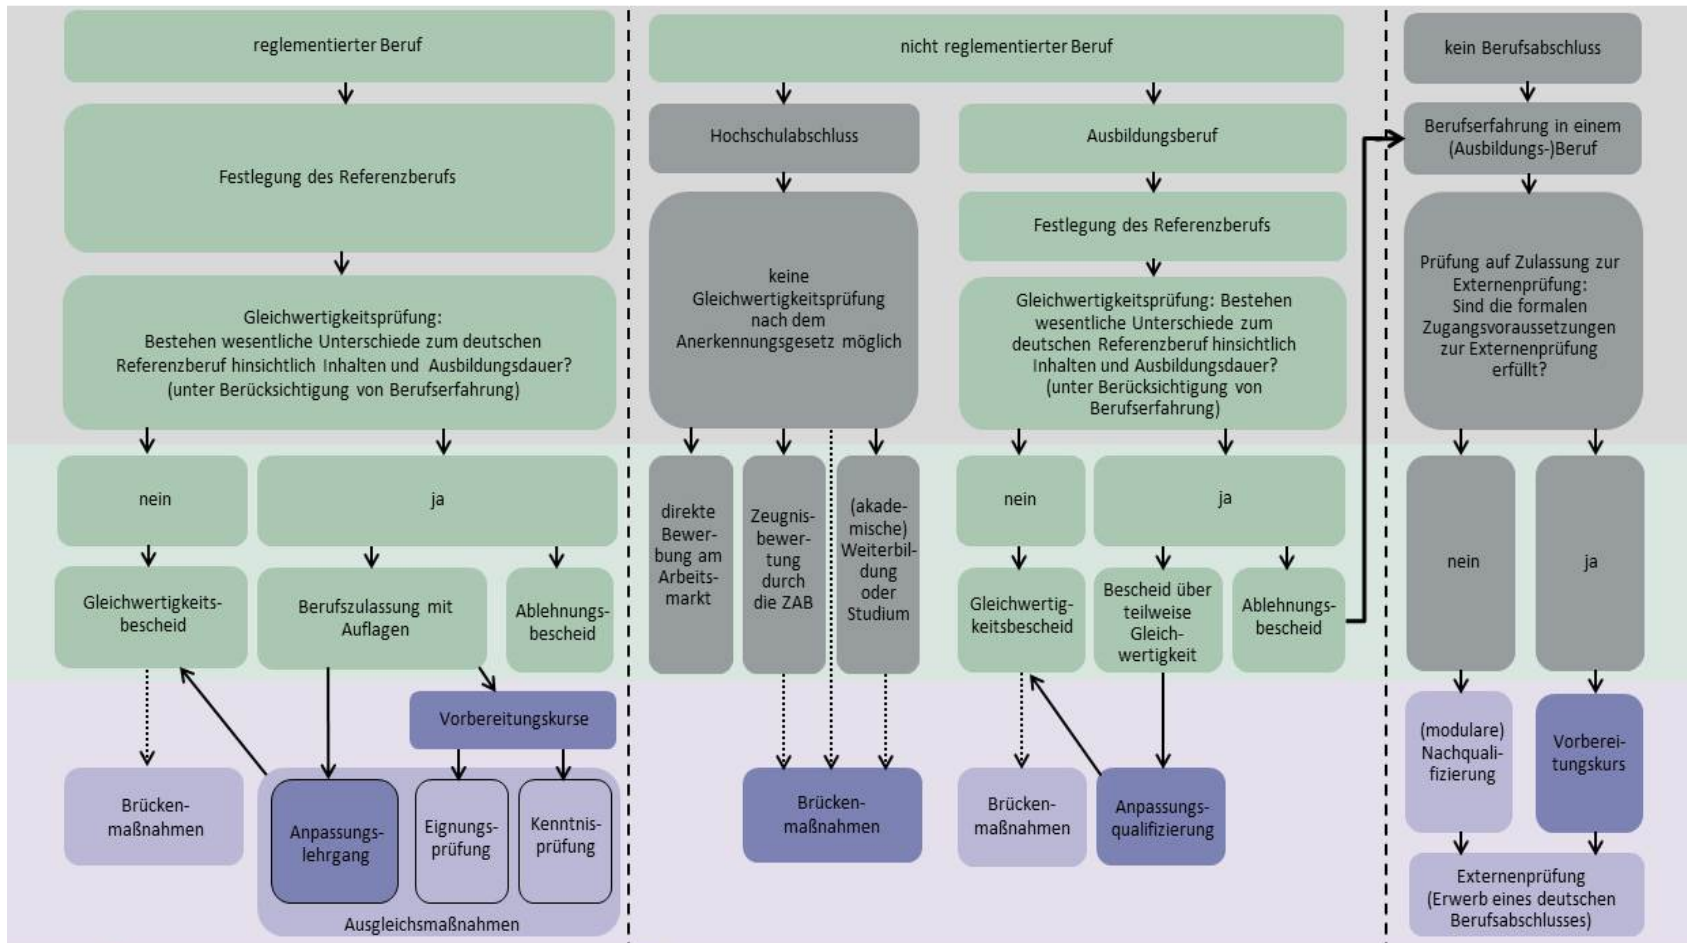 reglementierter Beruf
Festlegung des Referenzberufs
Gleichwertigkeitsprüfung:
Bestehen wesentliche Unterschiede zum deutschen
Referenzberuf hinsichtlich Inhalten und Ausbildungsdauer?
(unter Berücksichtigung von Berufserfahrung)
nein
ja
Gleichwertigkeits-
bescheid
Berufszulassung mit
Auflagen
Ablehnungs-
bescheid
Vorbereitungskurse
Brücken-
maßnahmen
Anpassungs-
lehrgang
Eignungs-
prüfung
Kenntnis-
prüfung
Ausgleichsmaßnahmen
nicht reglementierter Beruf
Hochschulabschluss
keine
Gleichwertigkeitsprüfung
nach dem
Anerkennungsgesetz möglich
direkte
Bewer-
bung am
Arbeits-
markt
Zeugnis-
bewer-
tung
durch
die ZAB
(akade-
mische)
Weiterbil-
dung
oder
Studium
Brücken-
maßnahmen
Ausbildungsberuf
Festlegung des Referenzberufs
Gleichwertigkeitsprüfung: Bestehen
wesentliche Unterschiede zum
deutschen Referenzberuf hinsichtlich
Inhalten und Ausbildungsdauer?
(unter Berücksichtigung von
Berufserfahrung)
nein
ja
Gleichwertig-
keitsbescheid
Bescheid über
teilweise
Gleich-
wertigkeit
Ablehnungs-
bescheid
Brücken-
maßnahmen
Anpassungs-
qualifizierung
kein Berufsabschluss
Berufserfahrung in einem
(Ausbildungs-)Beruf
Prüfung auf Zulassung zur
Externenprüfung:
Sind die formalen
Zugangsvoraussetzungen
zur Externenprüfung
erfüllt?
nein
ja
(modulare)
Nachquali-
fizierung
Vorberei-
tungskurs
Externenprüfung
(Erwerb eines deutschen
Berufsabschlusses)